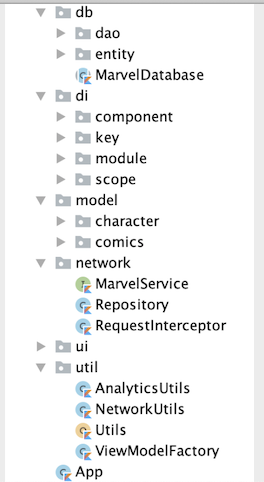 db
dao
entity
MarvelDatabase
di
component
key
module
scope
model
character
comics
network
MarvelService
Repository
RequestInterceptor
ui
util
AnalyticsUtils
NetworkUtils
Utils
ViewModelFactory
App